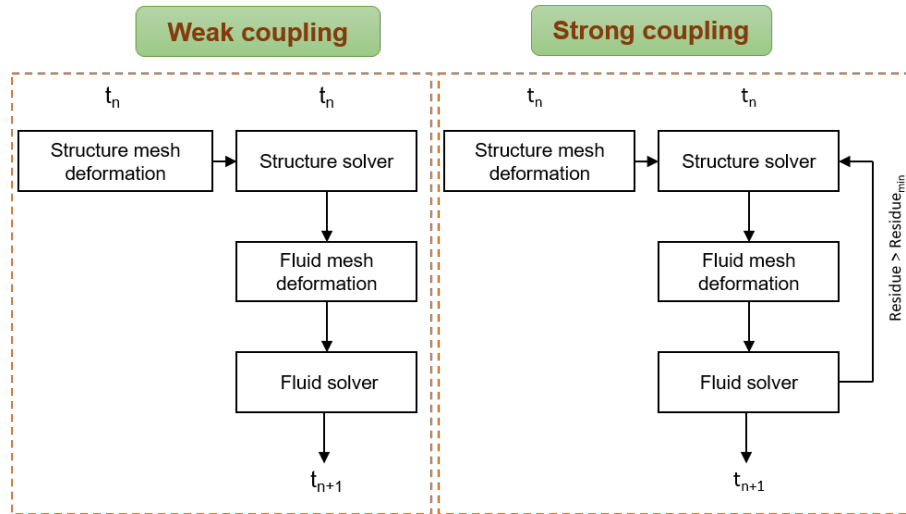 Weak coupling
Strong coupling
tn
tn
Structure mesh
deformation
Structure solver
Fluid mesh
deformation
Fluid solver
tn+1
tn
tn
Structure mesh
deformation
Structure solver
Fluid mesh
deformation
Fluid solver
Residue > Residuemin
tn+1